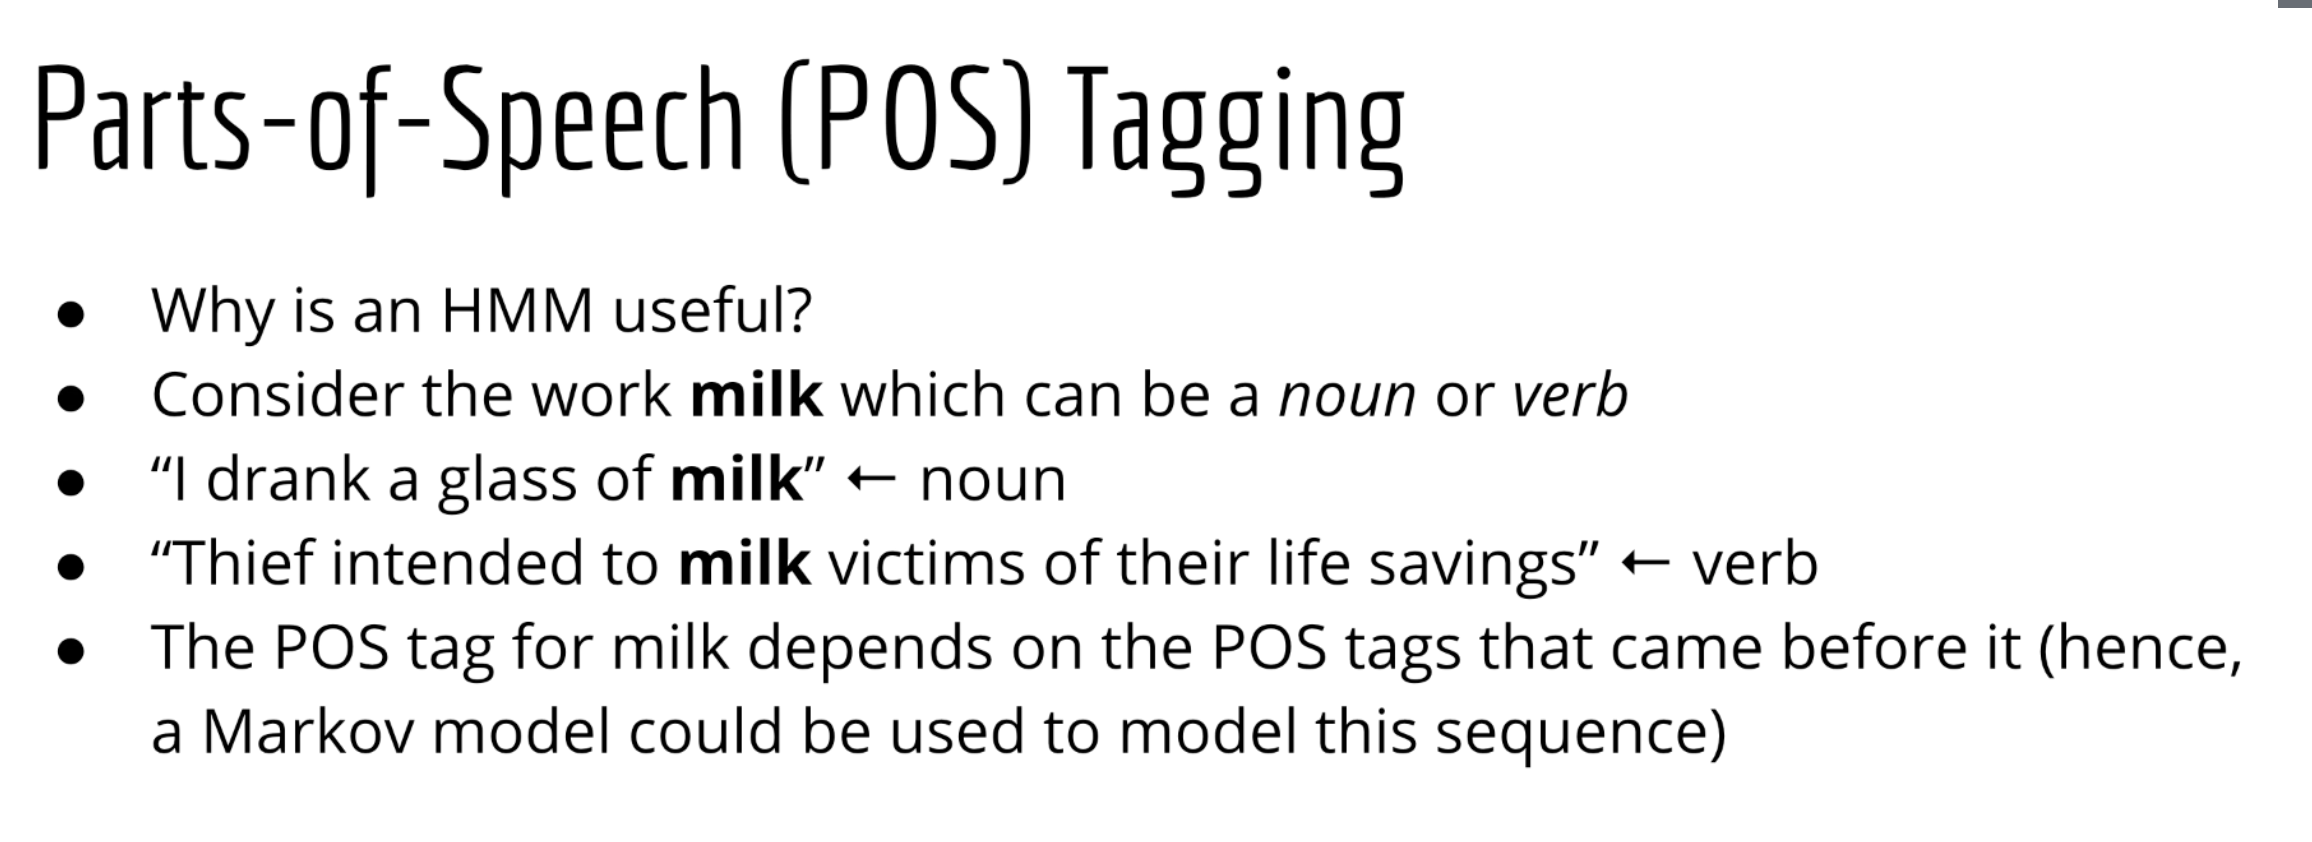 Parts-of-Speech (POS) Tagging
● Why is an HMM useful?
● Consider the work milk which can be a noun or verb
● “I drank a glass of milk” ← noun
● “Thief intended to milk victims of their life savings” ← verb
● The POS tag for milk depends on the POS tags that came before it (hence,
a Markov model could be used to model this sequence)